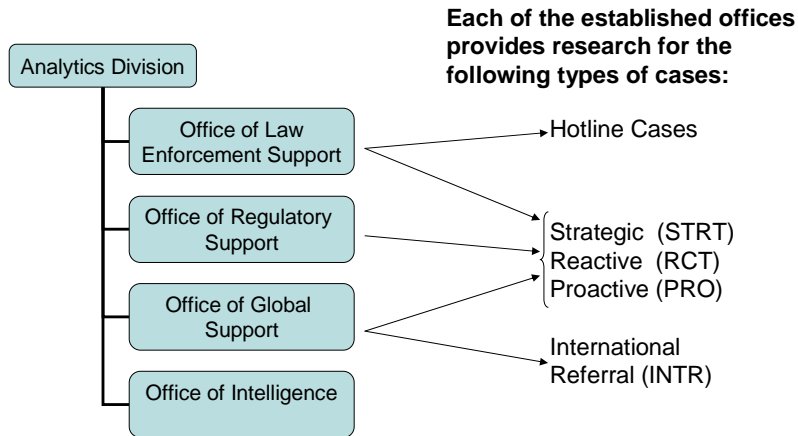 Each of the established offices
provides research for the
following types of cases:
Analytics Division
Office of Law
Enforcement Support
Hotline Cases
Office of Regulatory
Support
Strategic (STRT)
Reactive (RCT)
Proactive (PRO)
Office of Global
Support
International
Referral (INTR)
Office of Intelligence